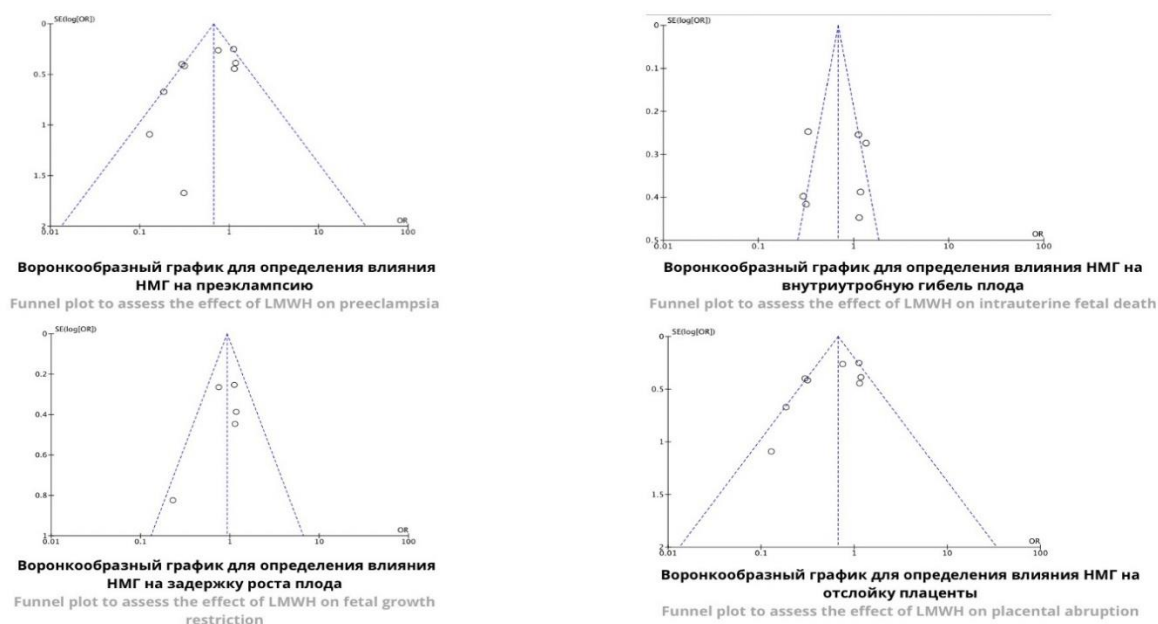 SE(log[OR])
0
0.5
1
1.5
2
0.01
0.1
1
10
100
OR
Воронкообразный график для определения влияния
НМГ на преэклампсию
Funnel plot to assess the effect of LMWH on preeclampsia
SE(log[OR])
0
0.1
0.2
0.3
0.4
0.5
0.01
0.1
1
10
100
OR
Воронкообразный график для определения влияния НМГ на
внутриутробную гибель плода
Funnel plot to assess the effect of LMWH on intrauterine fetal death
SE(log[OR])
0
0.2
0.4
0.6
0.8
1
0.01
0.1
1
10
100
OR
Воронкообразный график для определения влияния
НМГ на задержку роста плода
Funnel plot to assess the effect of LMWH on fetal growth
restriction
SE(log[OR])
0
0.5
1
1.5
2
0.01
0.1
1
10
100
OR
Воронкообразный график для определения влияния НМГ на
отслойку плаценты
Funnel plot to assess the effect of LMWH on placental abruption